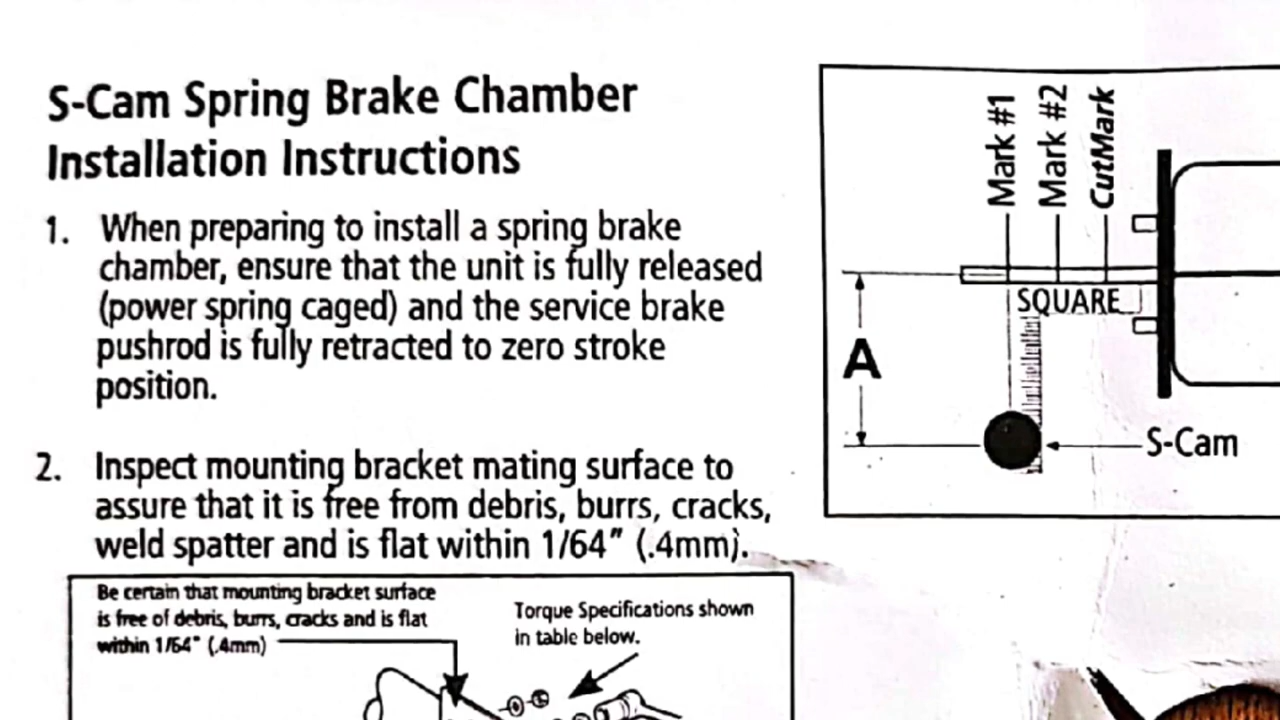 S-Cam Spring Brake Chamber
Installation Instructions
1. When preparing to install a spring brake
chamber, ensure that the unit is fully released
(power spring caged) and the service brake
pushrod is fully retracted to zero stroke
position.
2. Inspect mounting bracket mating surface to
assure that it is free from debris, burrs, cracks,
weld spatter and is flat within 1/64” (.4mm).
Be certain that mounting bracket surface
is free of debris, burrs, cracks and is flat
within 1/64" (.4mm)
Torque Specifications shown
in table below.
Mark #1
Mark #2
CutMark
SQUARE
A
S-Cam